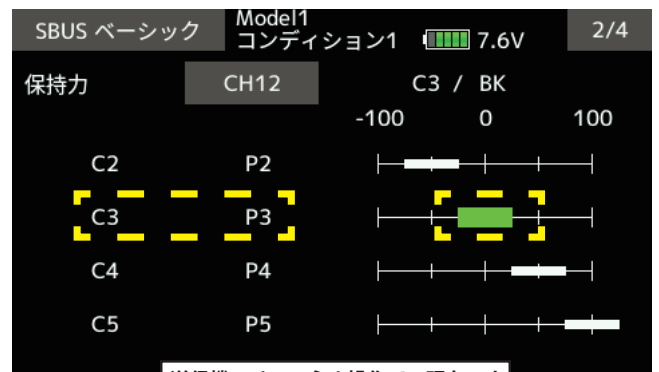 SBUS ベーシック
Model1
コンディション1 7.6V
2/4
保持力 CH12 C3 / BK
-100 0 100
C2 P2
C3 P3
C4 P4
C5 P5